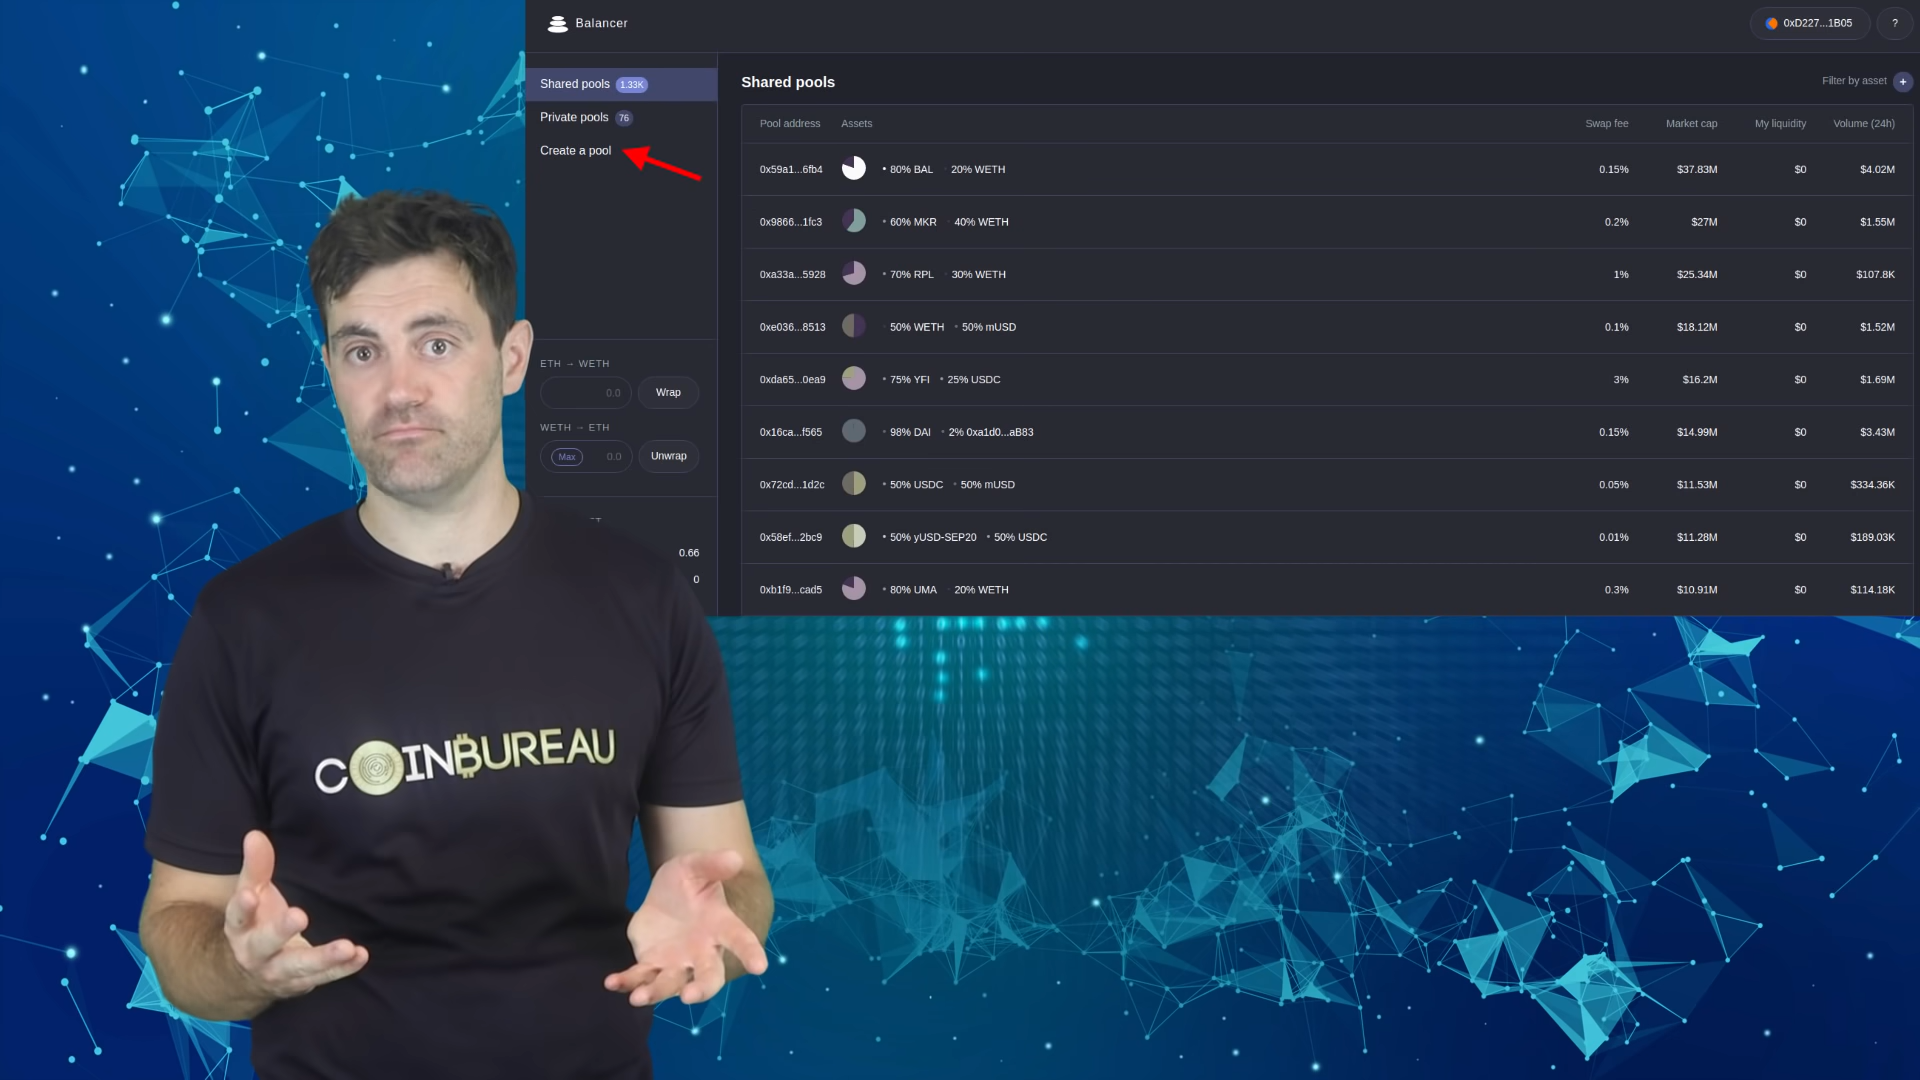 Balancer
0xD227...1B05
?
Shared pools 1.33K
Private pools 76
Create a pool
ETH → WETH
0.0 Wrap
WETH → ETH
Max 0.0 Unwrap
0.66
0
Shared pools
Filter by asset +
Pool address Assets Swap fee Market cap My liquidity Volume (24h)
0x59a1...6fb4 80% BAL 20% WETH 0.15% $37.83M $0 $4.02M
0x9866...1fc3 60% MKR 40% WETH 0.2% $27M $0 $1.55M
0xa33a...5928 70% RPL 30% WETH 1% $25.34M $0 $107.8K
0xe036...8513 50% WETH 50% mUSD 0.1% $18.12M $0 $1.52M
0xda65...0ea9 75% YFI 25% USDC 3% $16.2M $0 $1.69M
0x16ca...f565 98% DAI 2% 0xa1d0...aB83 0.15% $14.99M $0 $3.43M
0x72cd...1d2c 50% USDC 50% mUSD 0.05% $11.53M $0 $334.36K
0x58ef...2bc9 50% yUSD-SEP20 50% USDC 0.01% $11.28M $0 $189.03K
0xb1f9...cad5 80% UMA 20% WETH 0.3% $10.91M $0 $114.18K
COINBUREAU